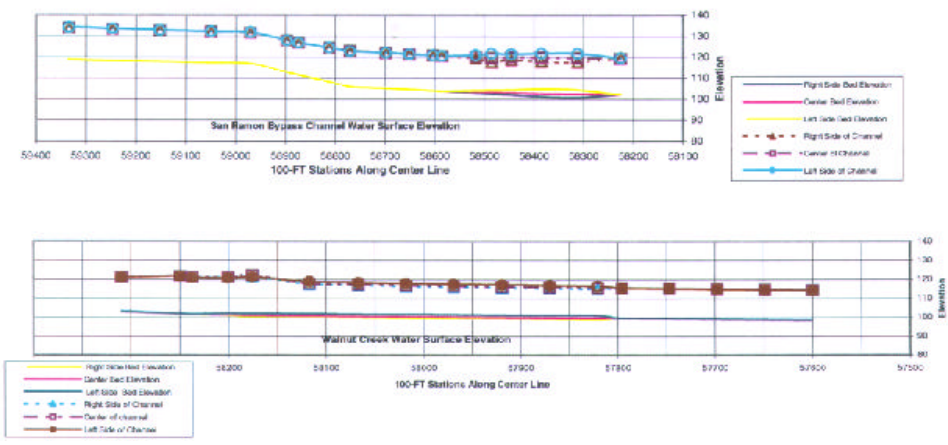 140
130
120
110
100
90
80
Elevation
San Ramon Bypass Channel Water Surface Elevation
59400 59300 59200 59100 59000 58900 58800 58700 58600 58500 58400 58300 58200 58100
100-FT Stations Along Center Line
Right Side Bed Elevation
Center Bed Elevation
Left Side Bed Elevation
Right Side of Channel
Center of Channel
Left Side of Channel
140
130
120
110
100
90
80
Elevation
Walnut Creek Water Surface Elevation
58200 58100 58000 57900 57800 57700 57600 57500
100-FT Stations Along Center Line
Right Side Bed Elevation
Center Bed Elevation
Left Side Bed Elevation
Right Side of Channel
Center of channel
Left Side of Channel